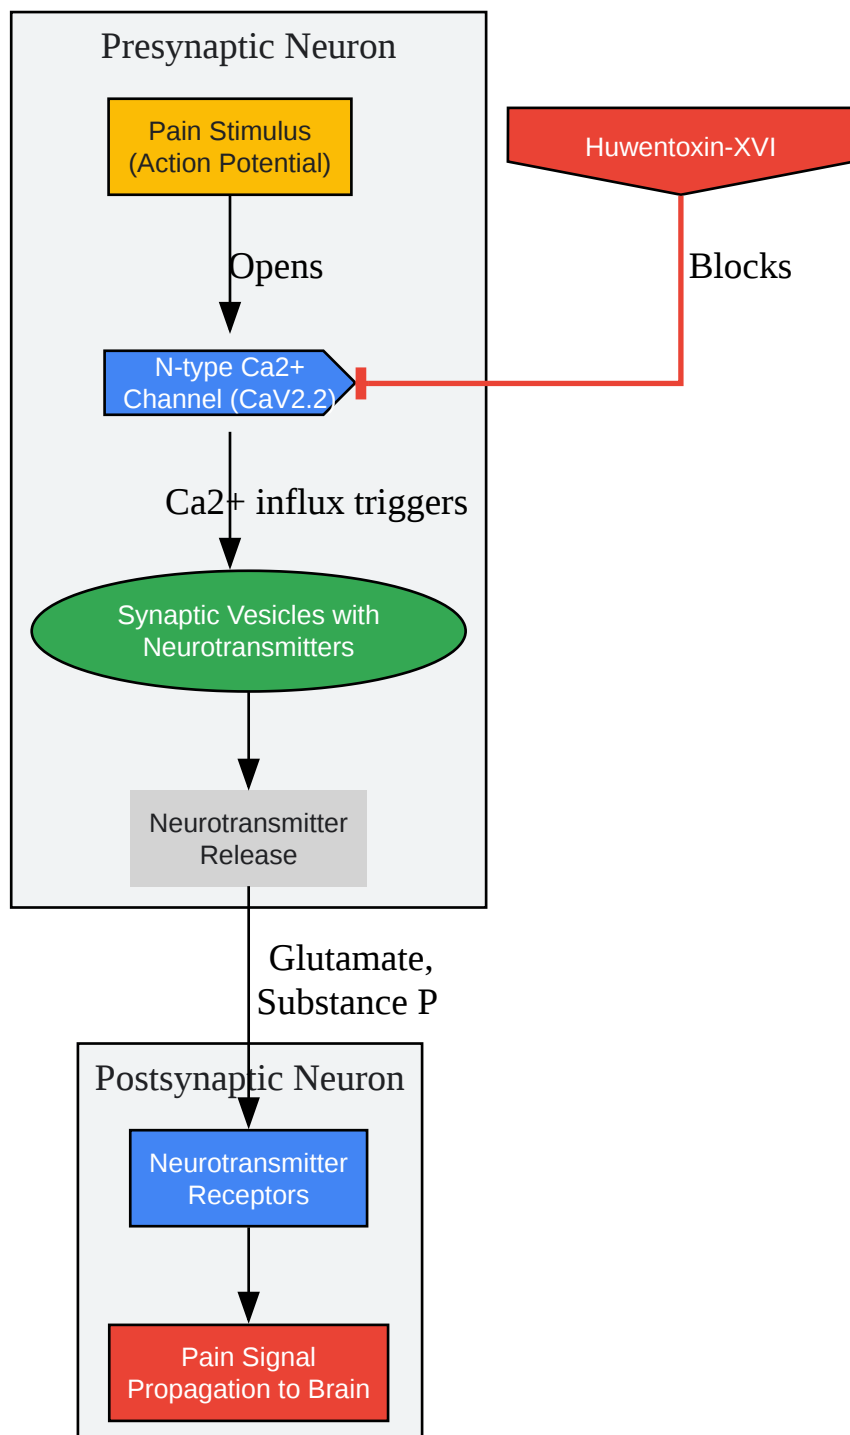 Presynaptic Neuron
Pain Stimulus
(Action Potential)
Huwentoxin-XVI
Opens
Blocks
N-type Ca2+
Channel (CaV2.2)
Ca2+ influx triggers
Synaptic Vesicles with
Neurotransmitters
Neurotransmitter
Release
Glutamate,
Substance P
Postsynaptic Neuron
Neurotransmitter
Receptors
Pain Signal
Propagation to Brain